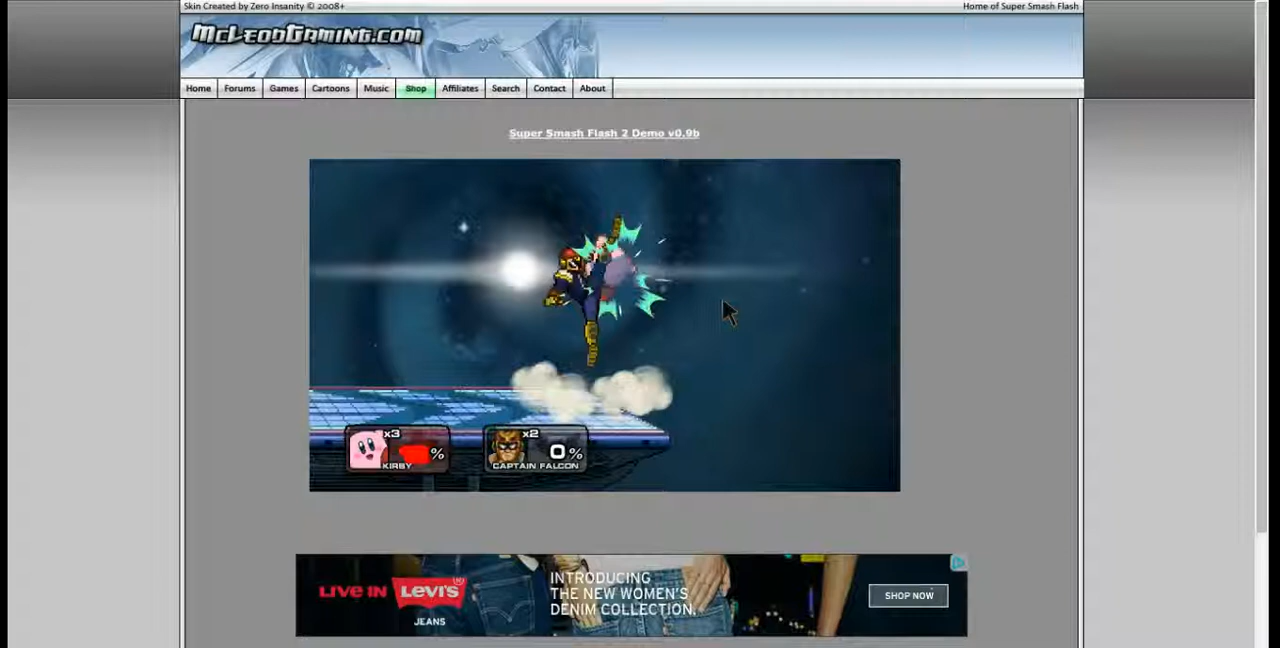 Skin Created by Zero Insanity © 2008+
Home of Super Smash Flash
McLeodGaming.com
Home
Forums
Games
Cartoons
Music
Shop
Affiliates
Search
Contact
About
Super Smash Flash 2 Demo v0.9b
x3
%
KIRBY
x2
0%
CAPTAIN FALCON
LIVE IN LEVI'S®
JEANS
INTRODUCING
THE NEW WOMEN'S
DENIM COLLECTION.
SHOP NOW